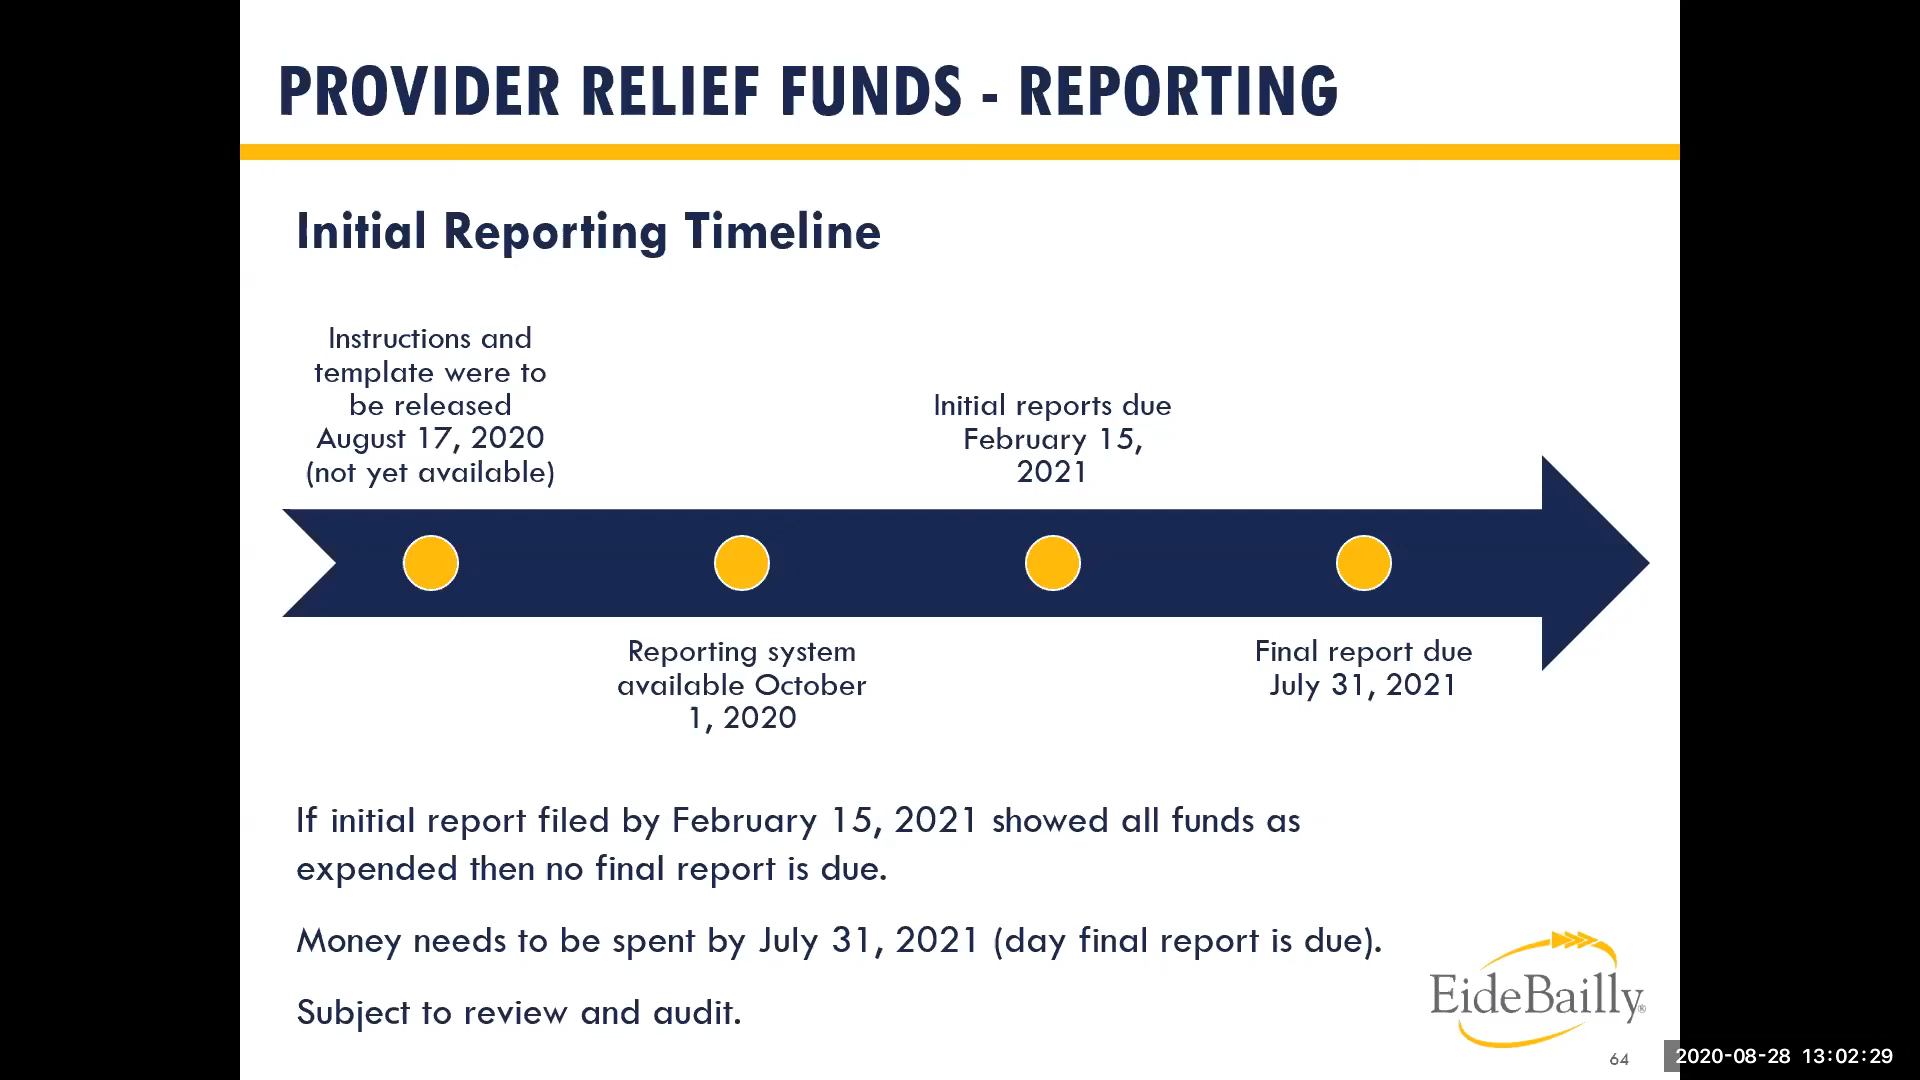 PROVIDER RELIEF FUNDS - REPORTING
Initial Reporting Timeline
Instructions and
template were to
be released
August 17, 2020
(not yet available)
Initial reports due
February 15,
2021
Reporting system
available October
1, 2020
Final report due
July 31, 2021
If initial report filed by February 15, 2021 showed all funds as
expended then no final report is due.
Money needs to be spent by July 31, 2021 (day final report is due).
Subject to review and audit.
EideBailly®
64
2020-08-28 13:02:29